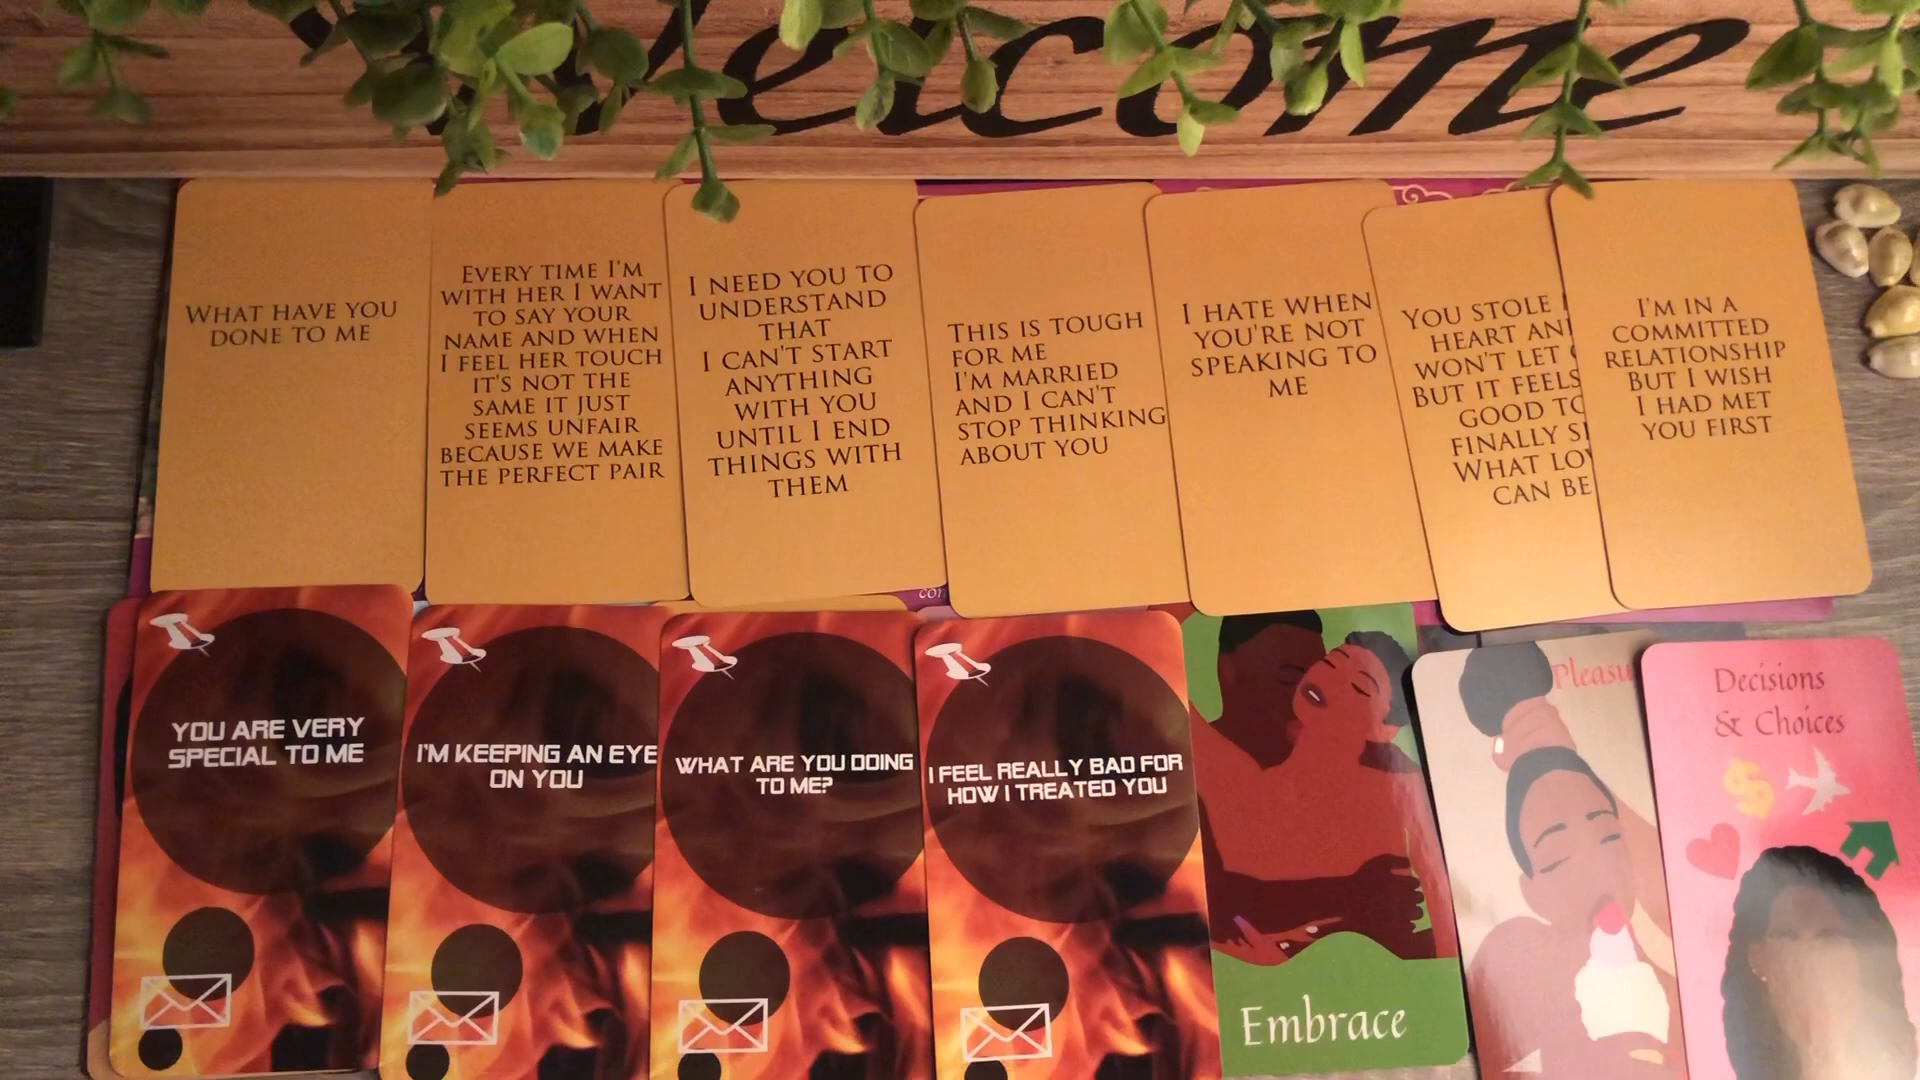 Welcome
WHAT HAVE YOU
DONE TO ME
EVERY TIME I'M
WITH HER I WANT
TO SAY YOUR
NAME AND WHEN
I FEEL HER TOUCH
IT'S NOT THE
SAME IT JUST
SEEMS UNFAIR
BECAUSE WE MAKE
THE PERFECT PAIR
I NEED YOU TO
UNDERSTAND
THAT
I CAN'T START
ANYTHING
WITH YOU
UNTIL I END
THINGS WITH
THEM
THIS IS TOUGH
FOR ME
I'M MARRIED
AND I CAN'T
STOP THINKING
ABOUT YOU
I HATE WHEN
YOU'RE NOT
SPEAKING TO
ME
YOU STOLE
HEART
WON'T LET
BUT IT FEELS
GOOD
FINALLY
WHAT
CAN BE
I'M IN A
COMMITTED
RELATIONSHIP
BUT I WISH
I HAD MET
YOU FIRST
YOU ARE VERY
SPECIAL TO ME
I'M KEEPING AN EYE
ON YOU
WHAT ARE YOU DOING
TO ME?
I FEEL REALLY BAD FOR
HOW I TREATED YOU
Embrace
Decisions
& Choices